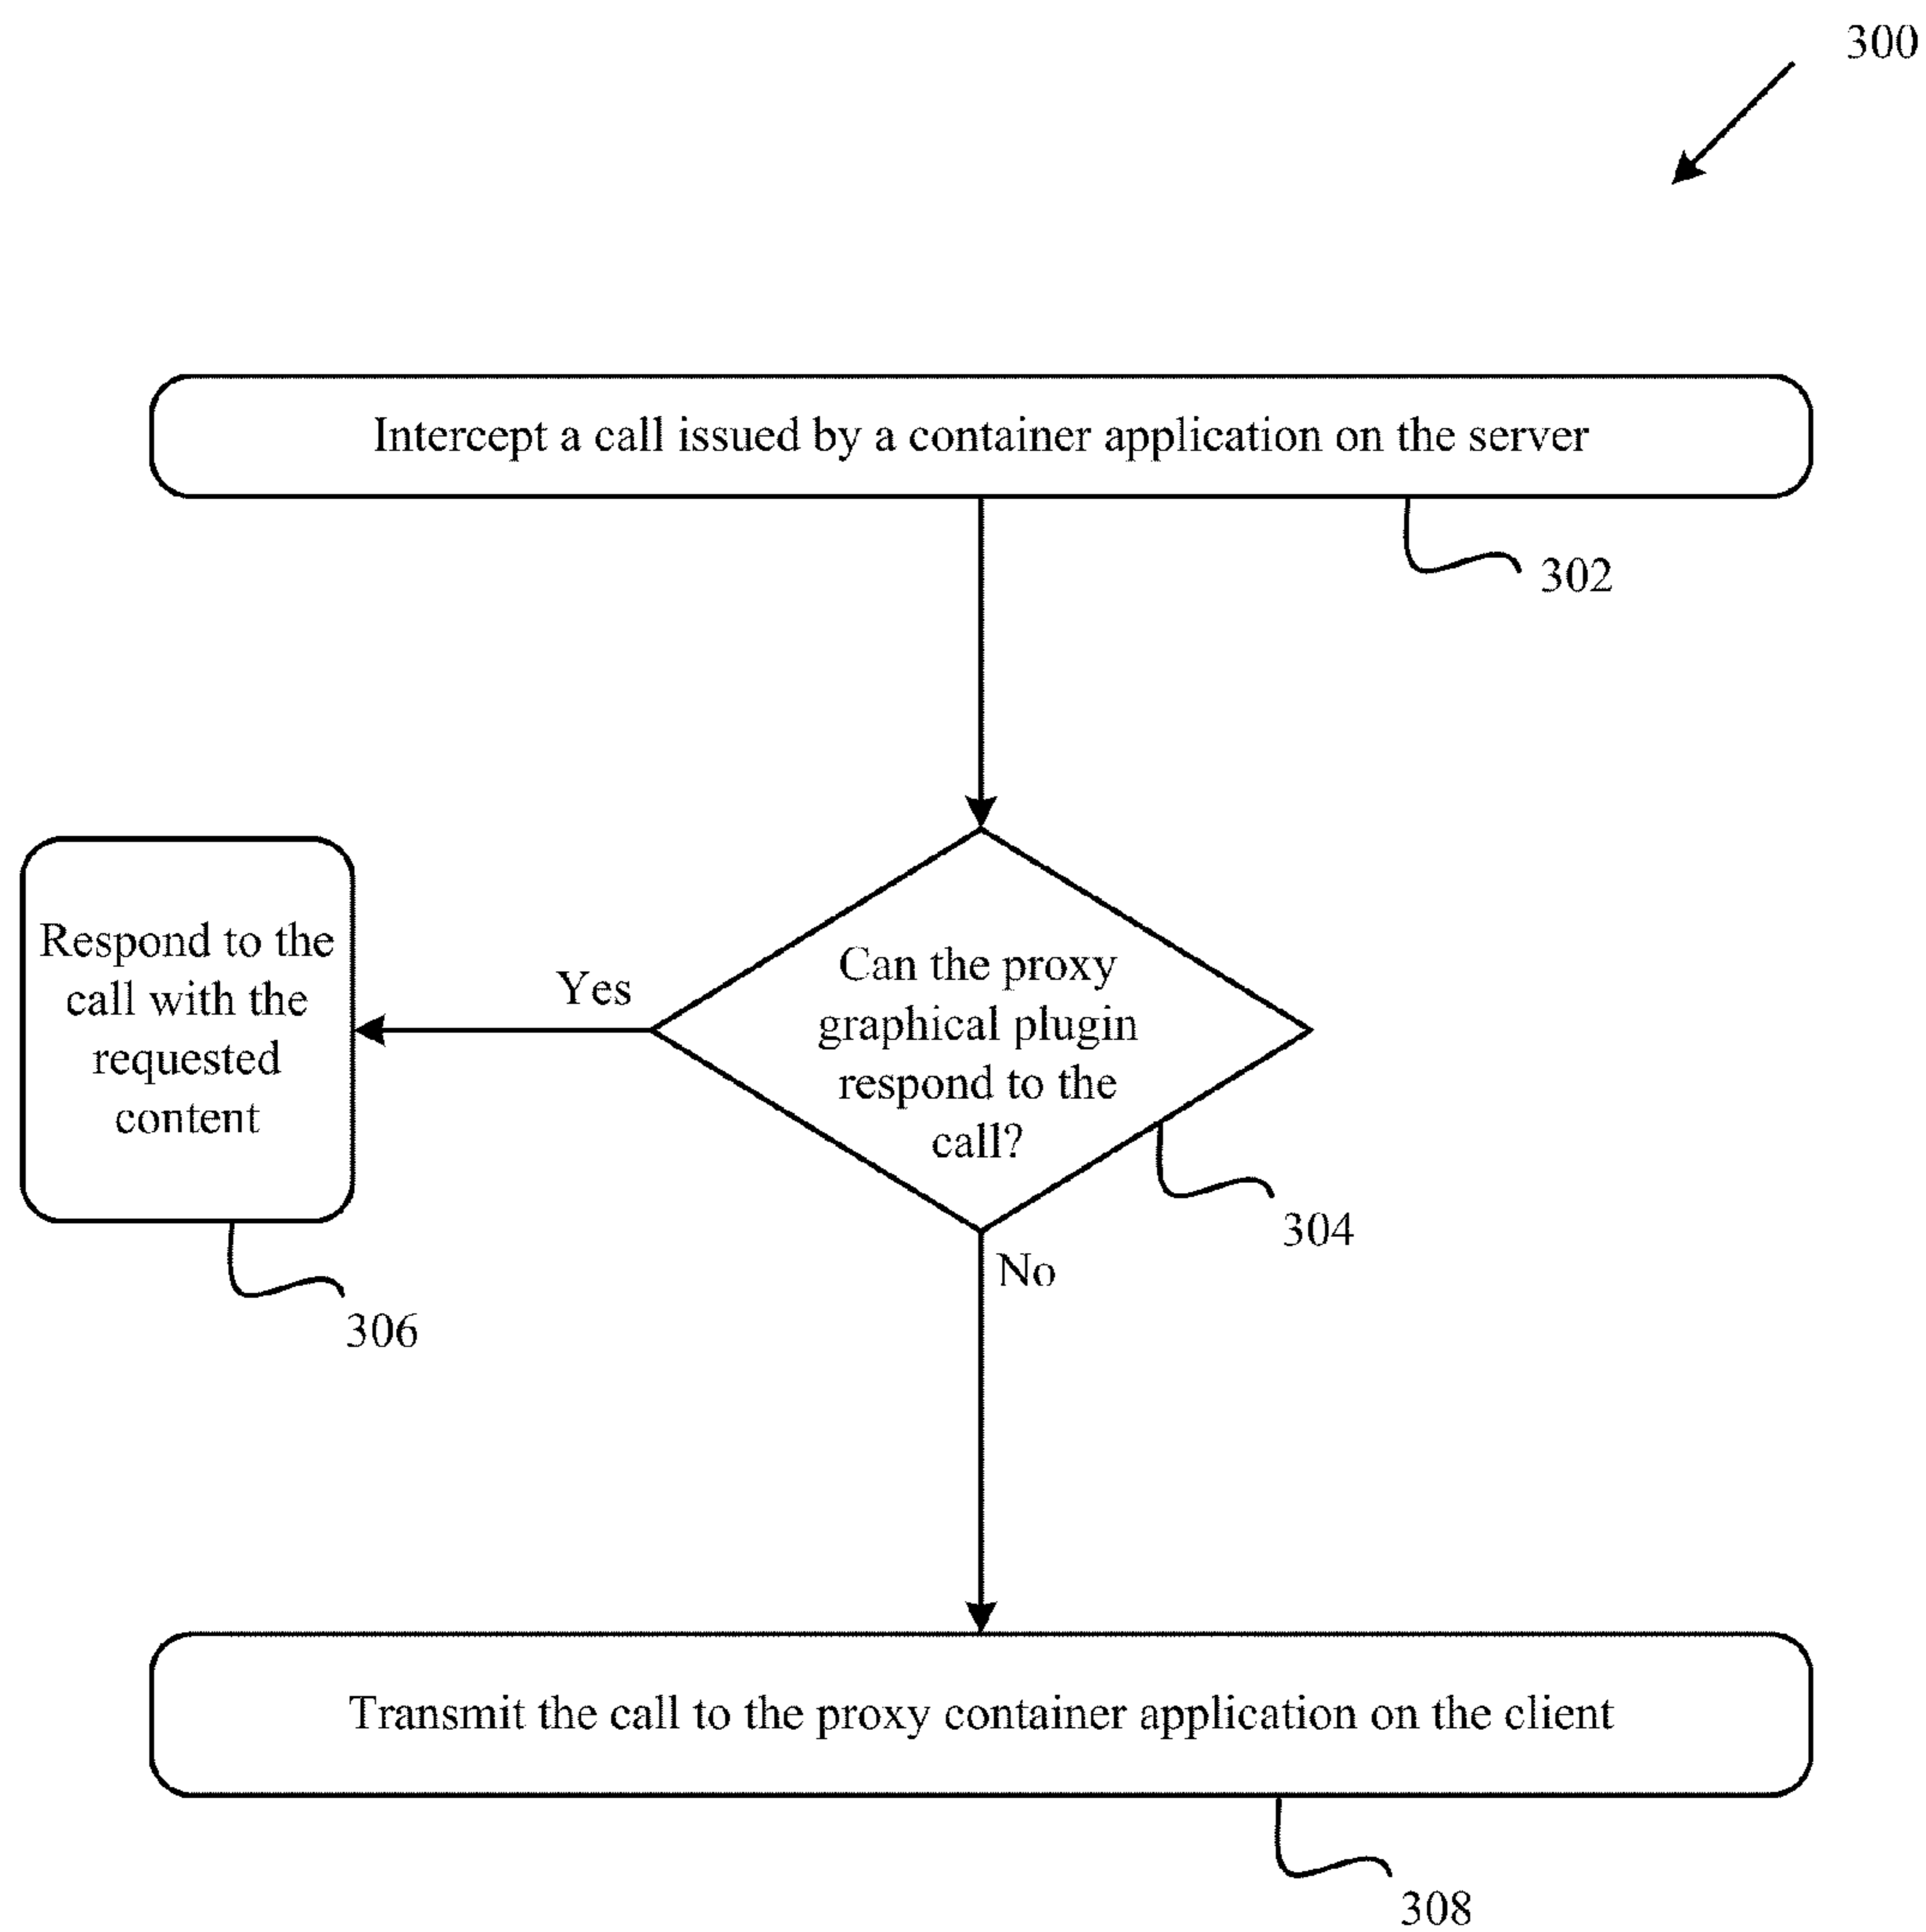 300
Intercept a call issued by a container application on the server
302
Respond to the
call with the
requested
content
306
Yes
Can the proxy
graphical plugin
respond to the
call?
304
No
Transmit the call to the proxy container application on the client
308